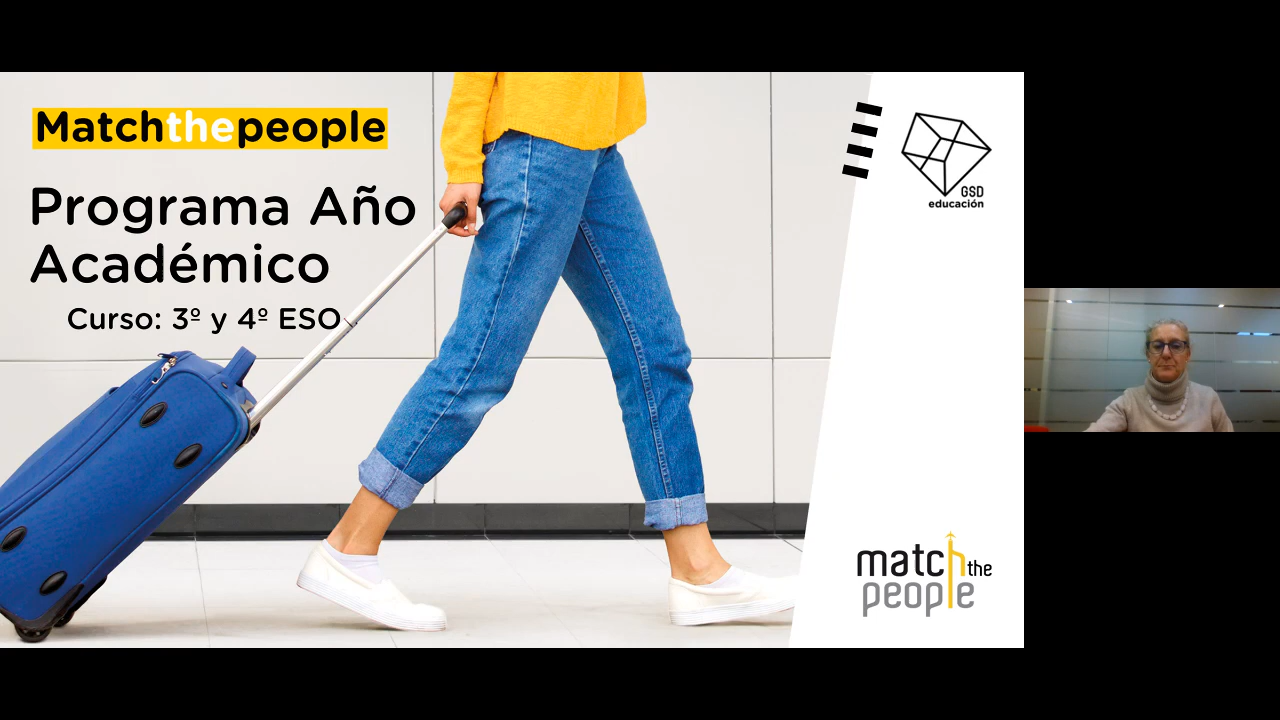 Matchthepeople
Programa Año
Académico
Curso: 3º y 4º ESO
GSD
educación
match the
people